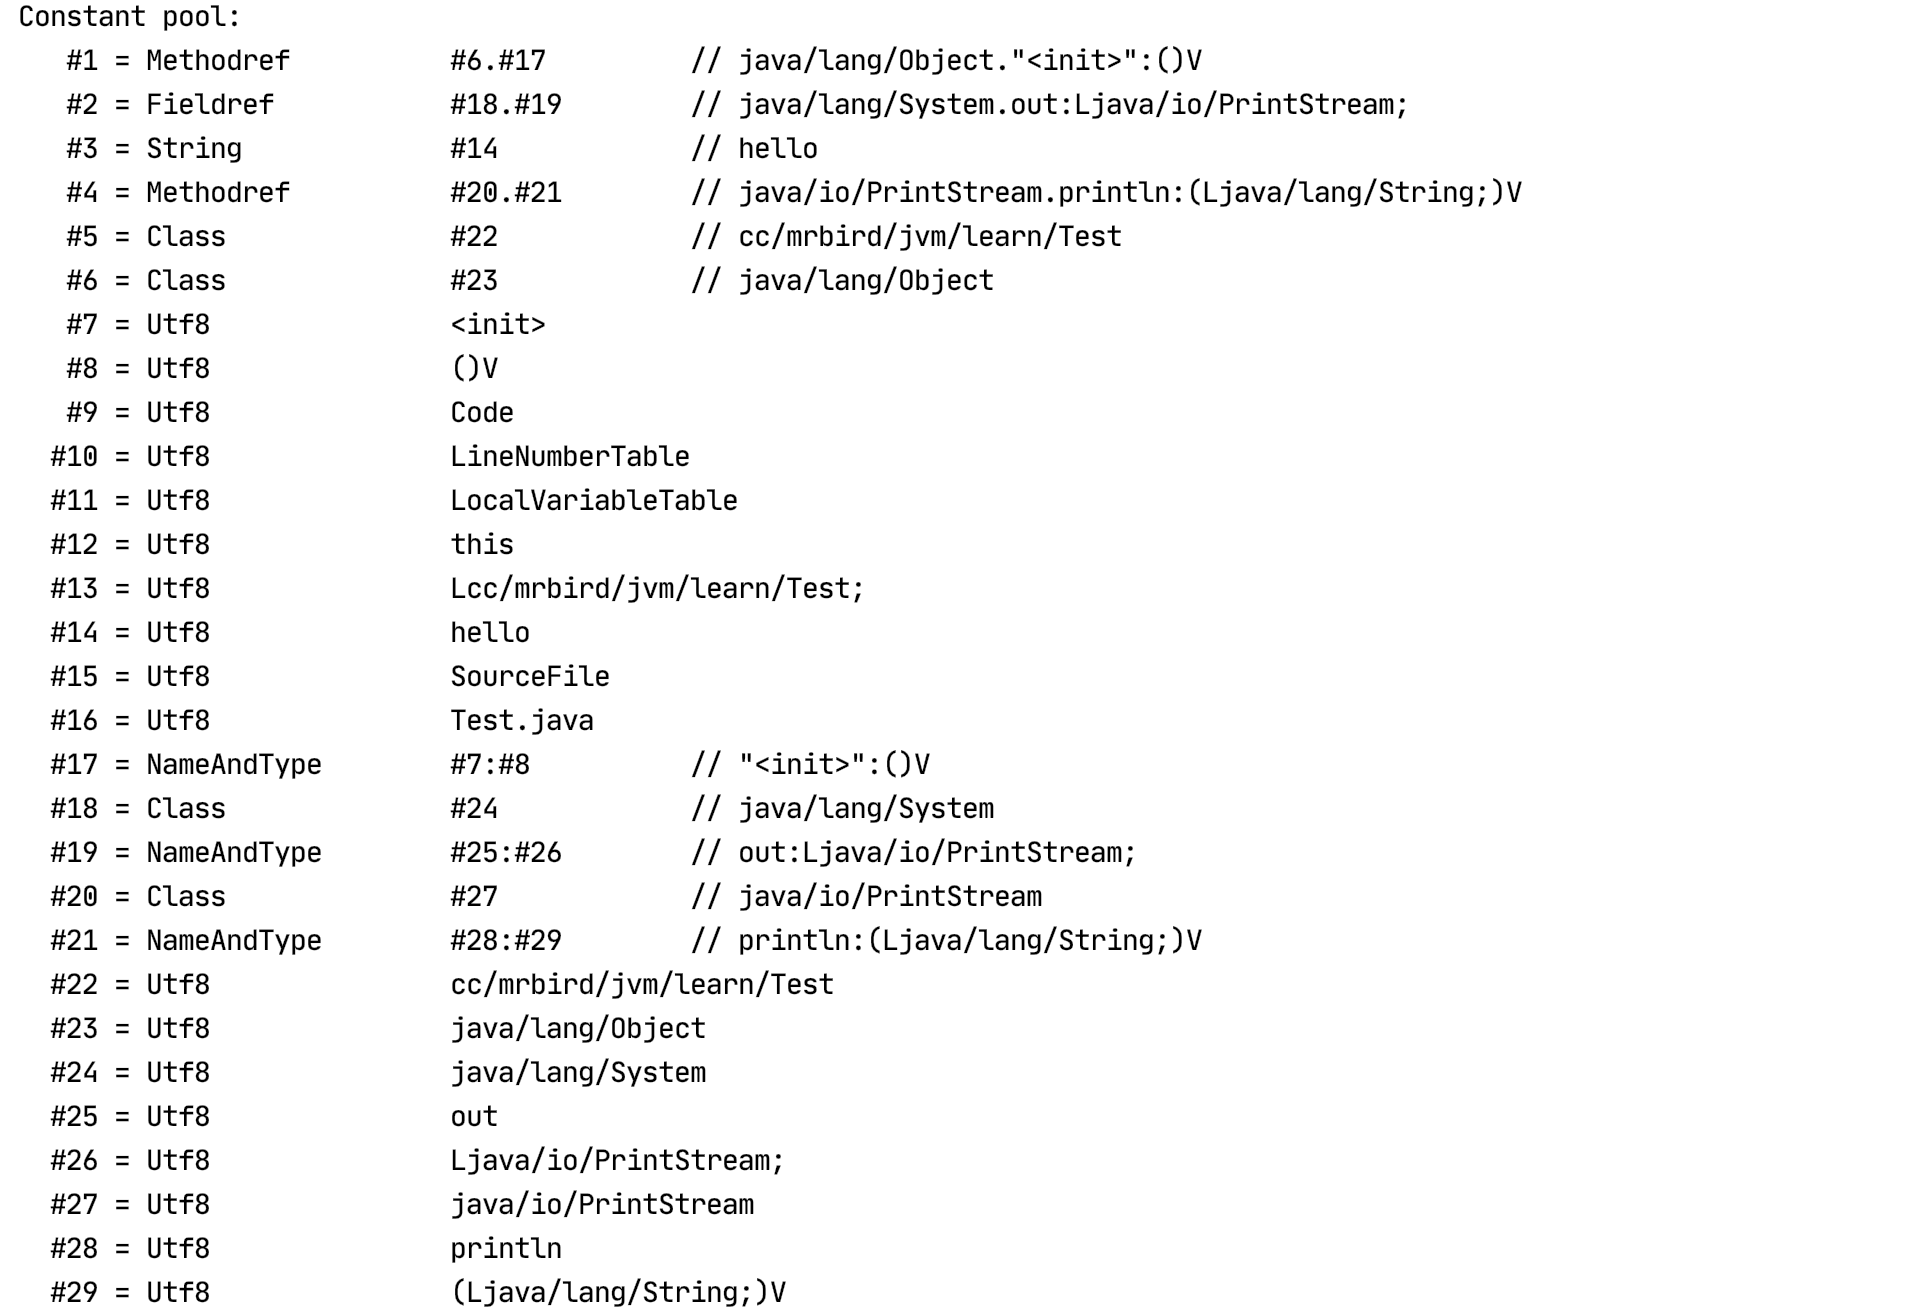 Constant pool:
   #1 = Methodref          #6.#17         // java/lang/Object."<init>":()V
   #2 = Fieldref           #18.#19        // java/lang/System.out:Ljava/io/PrintStream;
   #3 = String             #14            // hello
   #4 = Methodref          #20.#21        // java/io/PrintStream.println:(Ljava/lang/String;)V
   #5 = Class              #22            // cc/mrbird/jvm/learn/Test
   #6 = Class              #23            // java/lang/Object
   #7 = Utf8               <init>
   #8 = Utf8               ()V
   #9 = Utf8               Code
  #10 = Utf8               LineNumberTable
  #11 = Utf8               LocalVariableTable
  #12 = Utf8               this
  #13 = Utf8               Lcc/mrbird/jvm/learn/Test;
  #14 = Utf8               hello
  #15 = Utf8               SourceFile
  #16 = Utf8               Test.java
  #17 = NameAndType        #7:#8          // "<init>":()V
  #18 = Class              #24            // java/lang/System
  #19 = NameAndType        #25:#26        // out:Ljava/io/PrintStream;
  #20 = Class              #27            // java/io/PrintStream
  #21 = NameAndType        #28:#29        // println:(Ljava/lang/String;)V
  #22 = Utf8               cc/mrbird/jvm/learn/Test
  #23 = Utf8               java/lang/Object
  #24 = Utf8               java/lang/System
  #25 = Utf8               out
  #26 = Utf8               Ljava/io/PrintStream;
  #27 = Utf8               java/io/PrintStream
  #28 = Utf8               println
  #29 = Utf8               (Ljava/lang/String;)V